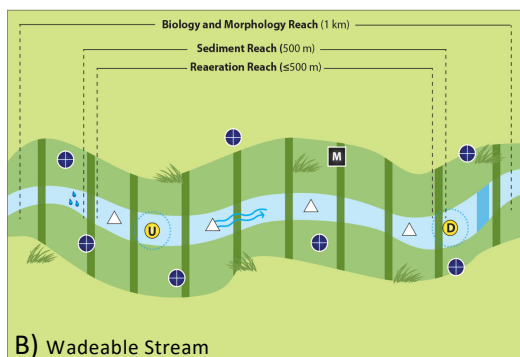 Biology and Morphology Reach (1 km)
Sediment Reach (500 m)
Reaeration Reach (≤500 m)
M
U
D
B) Wadeable Stream